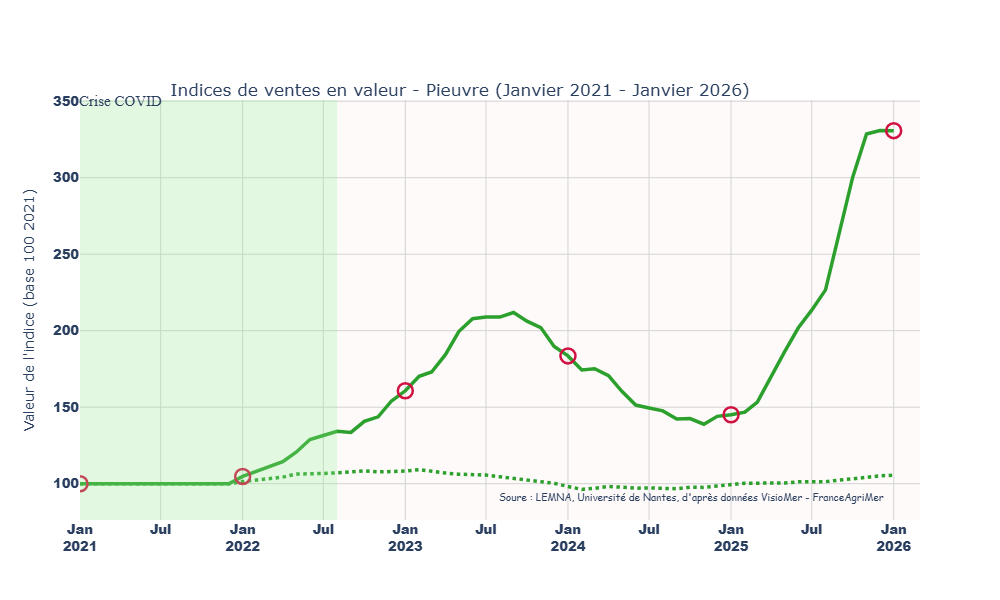 Indices de ventes en valeur - Pieuvre (Janvier 2021 - Janvier 2026)
Crise COVID
Valeur de l'indice (base 100 2021)
350
300
250
200
150
100
Soure : LEMNA, Université de Nantes, d'après données VisioMer - FranceAgriMer
Jan Jul Jan Jul Jan Jul Jan Jul Jan Jul Jan
2021 2022 2023 2024 2025 2026